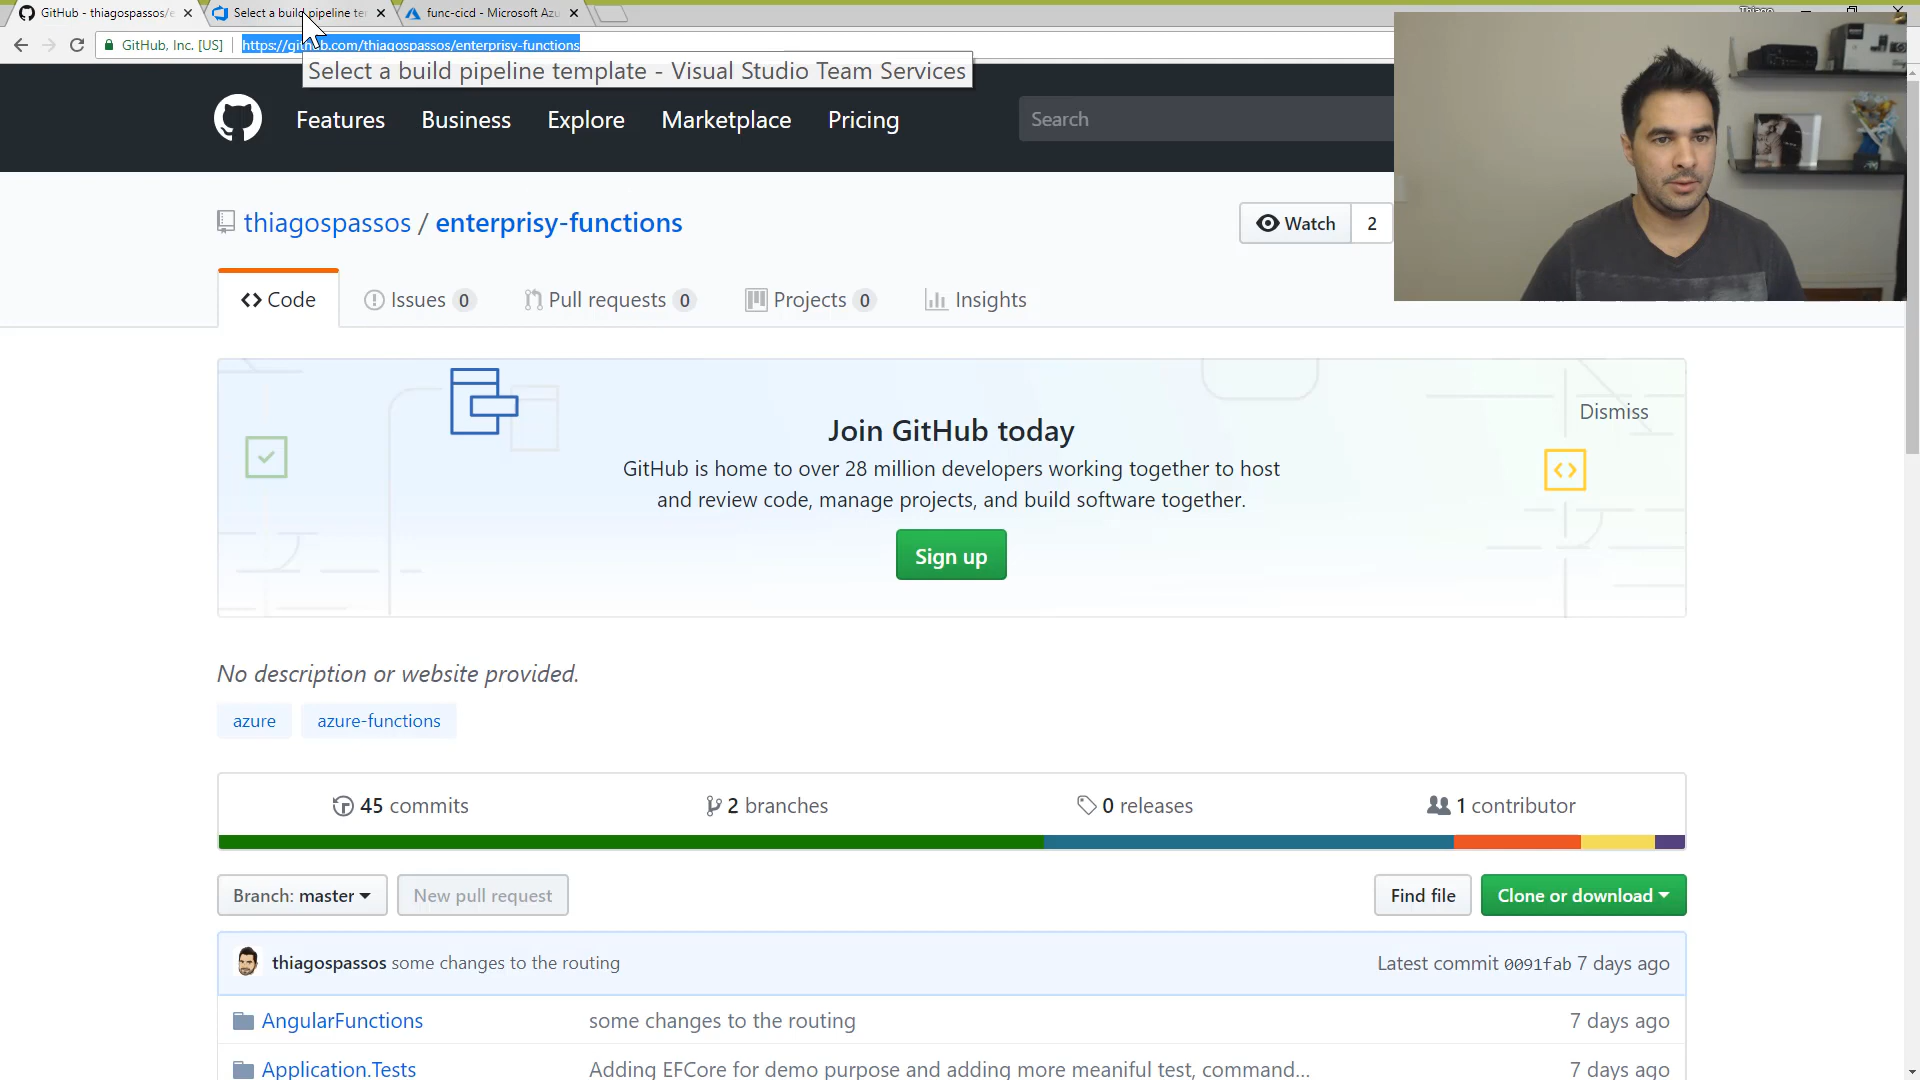 GitHub - thiagospassos/e
Select a build pipeline te
func-cicd - Microsoft Azu
Thiago
GitHub, Inc. [US]
https://github.com/thiagospassos/enterprisy-functions
Select a build pipeline template - Visual Studio Team Services
Features
Business
Explore
Marketplace
Pricing
Search
thiagospassos / enterprisy-functions
Watch 2
Code
Issues 0
Pull requests 0
Projects 0
Insights
Dismiss
Join GitHub today
GitHub is home to over 28 million developers working together to host
and review code, manage projects, and build software together.
Sign up
No description or website provided.
azure
azure-functions
45 commits
2 branches
0 releases
1 contributor
Branch: master
New pull request
Find file
Clone or download
thiagospassos some changes to the routing
Latest commit 0091fab 7 days ago
AngularFunctions
some changes to the routing
7 days ago
Application.Tests
Adding EFCore for demo purpose and adding more meaniful test, command...
7 days ago